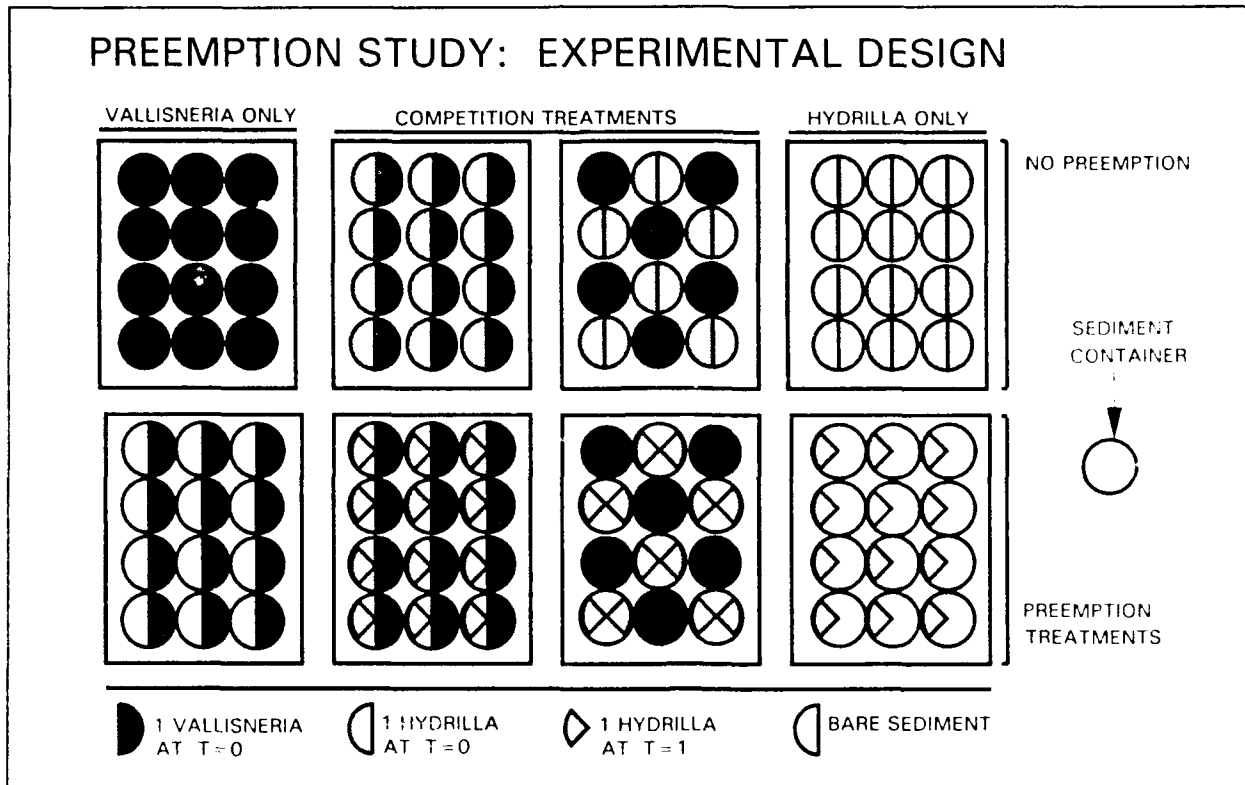 PREEMPTION STUDY: EXPERIMENTAL DESIGN
VALLISNERIA ONLY
COMPETITION TREATMENTS
HYDRILLA ONLY
NO PREEMPTION
SEDIMENT
CONTAINER
PREEMPTION
TREATMENTS
1 VALLISNERIA
AT T=0
1 HYDRILLA
AT T=0
1 HYDRILLA
AT T=1
BARE SEDIMENT